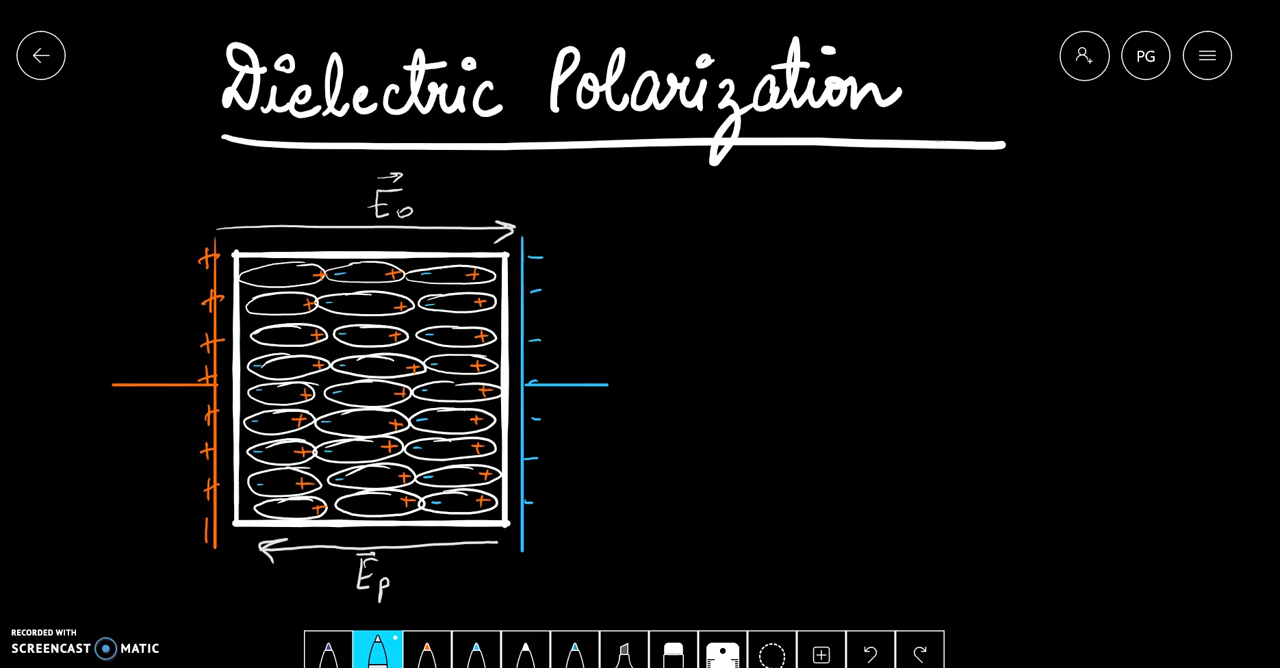 Dielectric Polarization
PG
E₀
Eₚ
RECORDED WITH
SCREENCAST MATIC